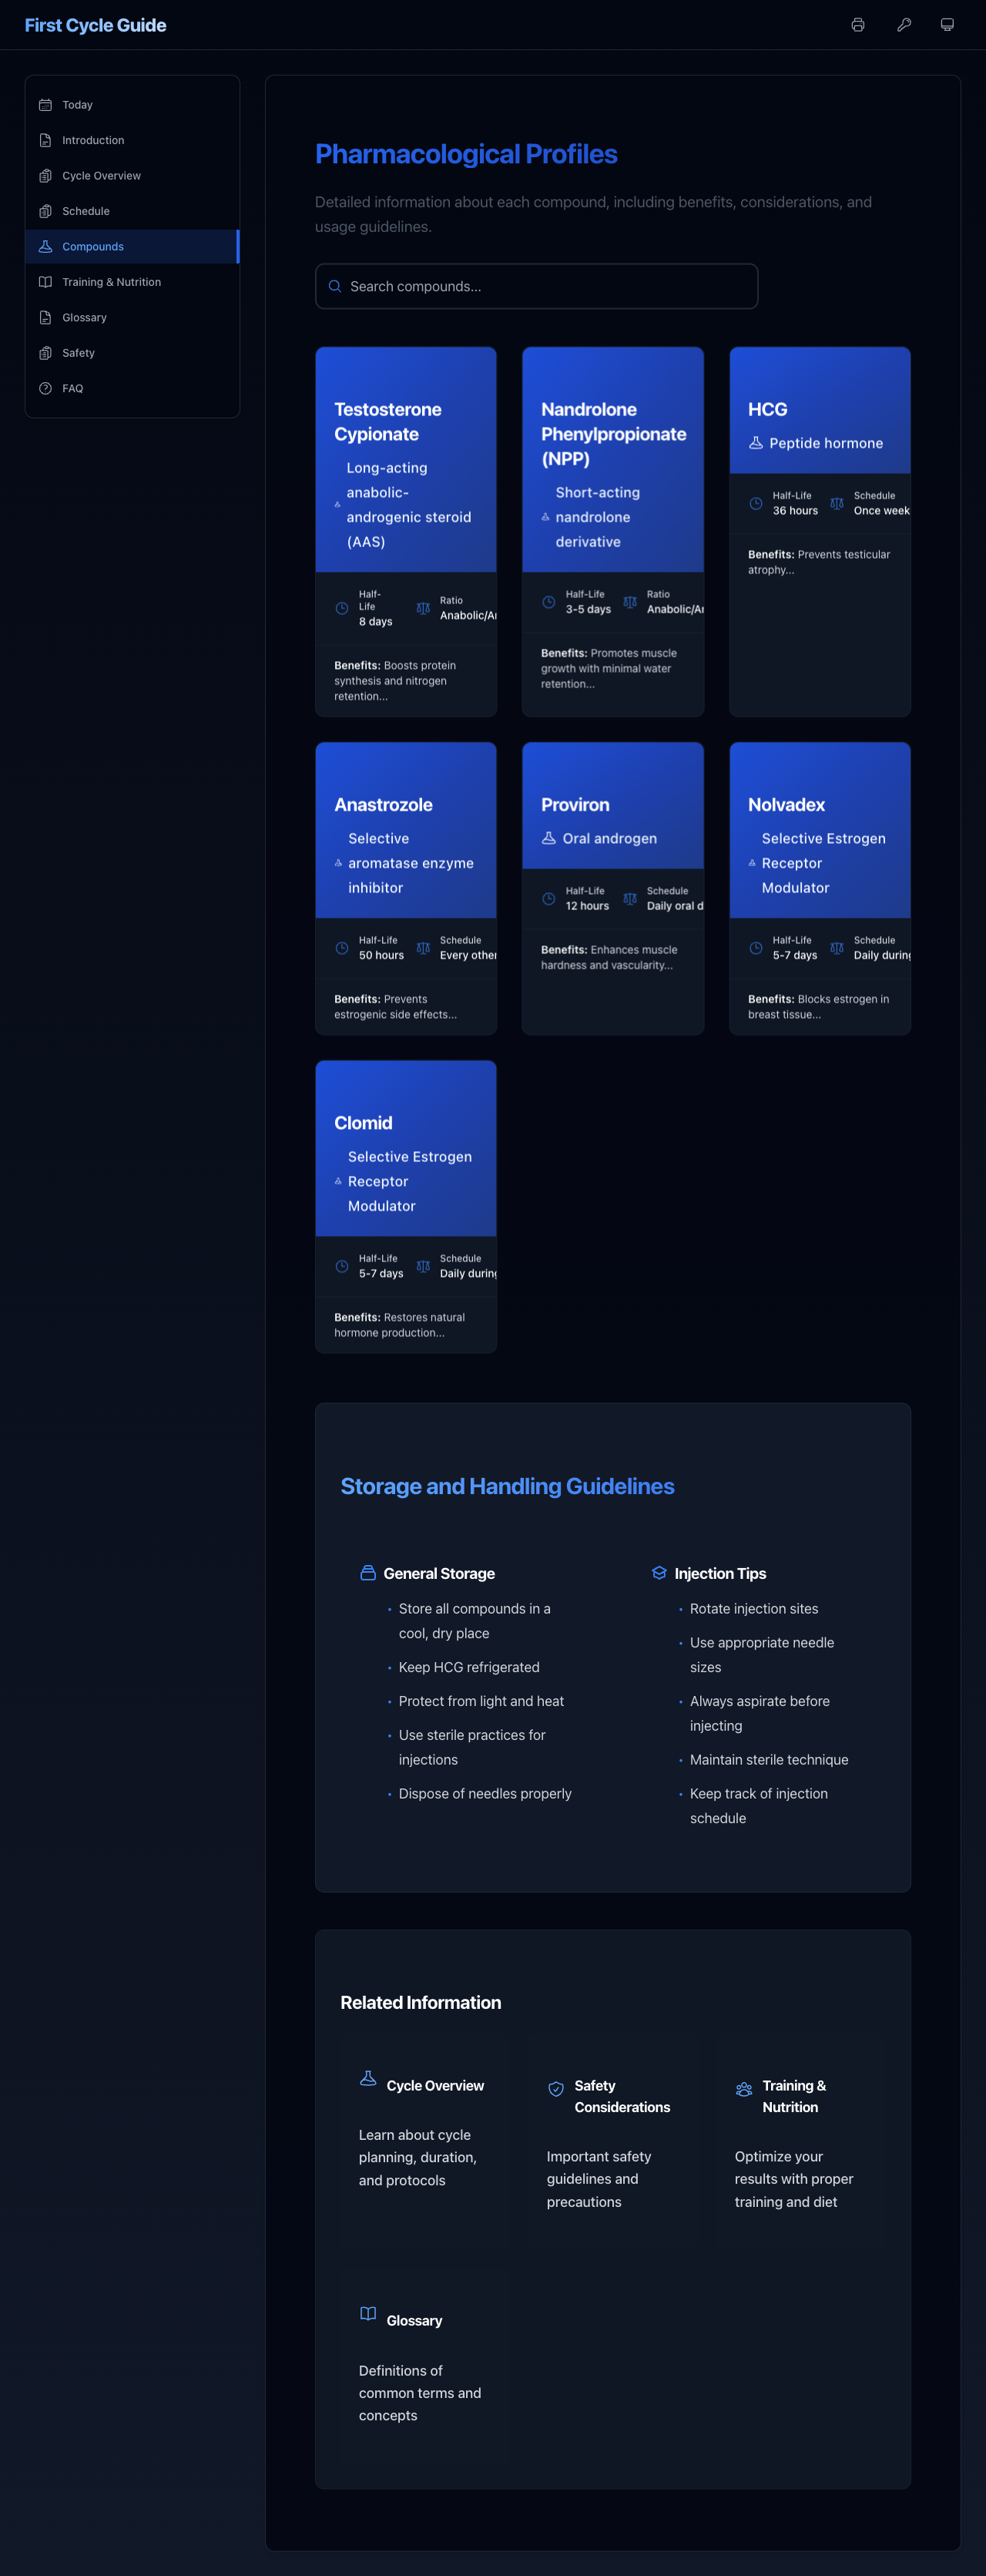 First Cycle Guide
Today
Introduction
Cycle Overview
Schedule
Compounds
Training & Nutrition
Glossary
Safety
FAQ
Pharmacological Profiles
Detailed information about each compound, including benefits, considerations, and
usage guidelines.
Search compounds...
Testosterone
Cypionate
Long-acting
anabolic-
androgenic steroid
(AAS)
Half-
Life
8 days
Ratio
Anabolic/Ar
Benefits: Boosts protein
synthesis and nitrogen
retention...
Nandrolone
Phenylpropionate
(NPP)
Short-acting
nandrolone
derivative
Half-Life
3-5 days
Ratio
Anabolic/Ar
Benefits: Promotes muscle
growth with minimal water
retention...
HCG
Peptide hormone
Half-Life
36 hours
Schedule
Once week
Benefits: Prevents testicular
atrophy...
Anastrozole
Selective
aromatase enzyme
inhibitor
Half-Life
50 hours
Schedule
Every other
Benefits: Prevents
estrogenic side effects...
Proviron
Oral androgen
Half-Life
12 hours
Schedule
Daily oral d
Benefits: Enhances muscle
hardness and vascularity...
Nolvadex
Selective Estrogen
Receptor
Modulator
Half-Life
5-7 days
Schedule
Daily during
Benefits: Blocks estrogen in
breast tissue...
Clomid
Selective Estrogen
Receptor
Modulator
Half-Life
5-7 days
Schedule
Daily during
Benefits: Restores natural
hormone production...
Storage and Handling Guidelines
General Storage
• Store all compounds in a
cool, dry place
• Keep HCG refrigerated
• Protect from light and heat
• Use sterile practices for
injections
• Dispose of needles properly
Injection Tips
• Rotate injection sites
• Use appropriate needle
sizes
• Always aspirate before
injecting
• Maintain sterile technique
• Keep track of injection
schedule
Related Information
Cycle Overview
Learn about cycle
planning, duration,
and protocols
Safety
Considerations
Important safety
guidelines and
precautions
Training &
Nutrition
Optimize your
results with proper
training and diet
Glossary
Definitions of
common terms and
concepts